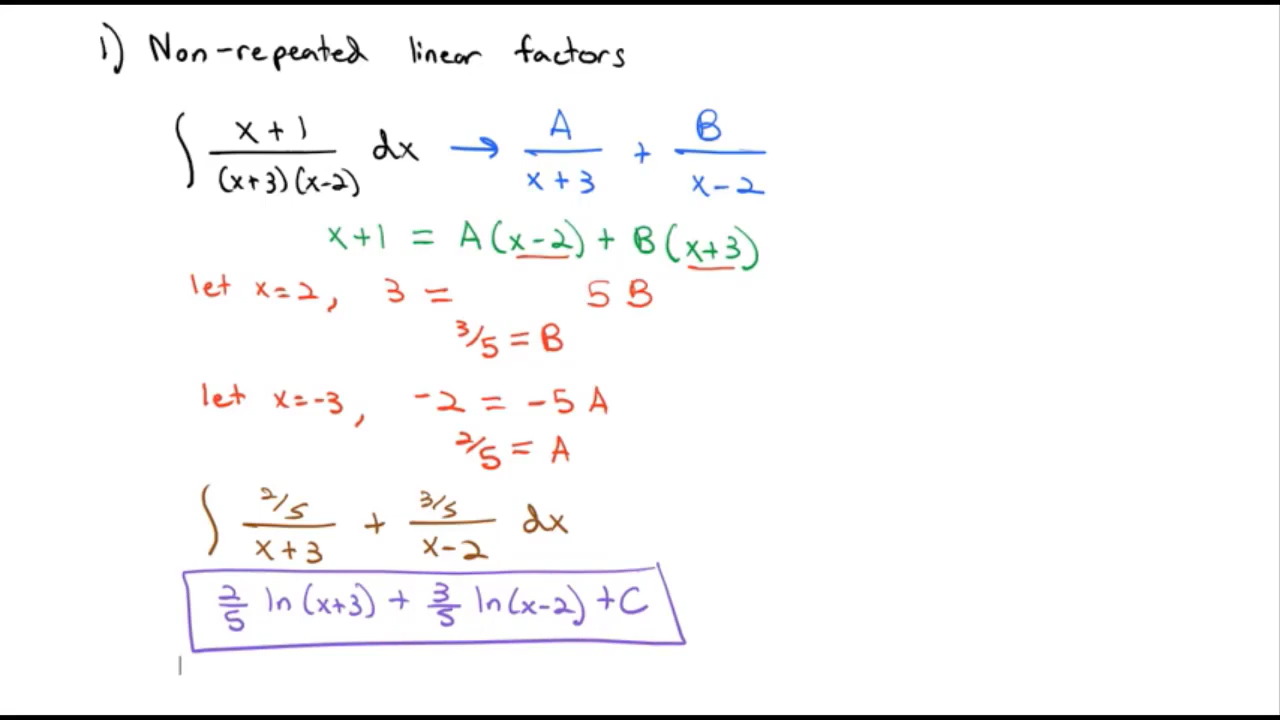 1) Non-repeated linear factors
∫ x+1 / (x+3)(x-2) dx → A / x+3 + B / x-2
x+1 = A(x-2) + B(x+3)
let x=2, 3 = 5 B
3/5 = B
let x=-3, -2 = -5 A
2/5 = A
∫ 2/5 / x+3 + 3/5 / x-2 dx
2/5 ln(x+3) + 3/5 ln(x-2) +C